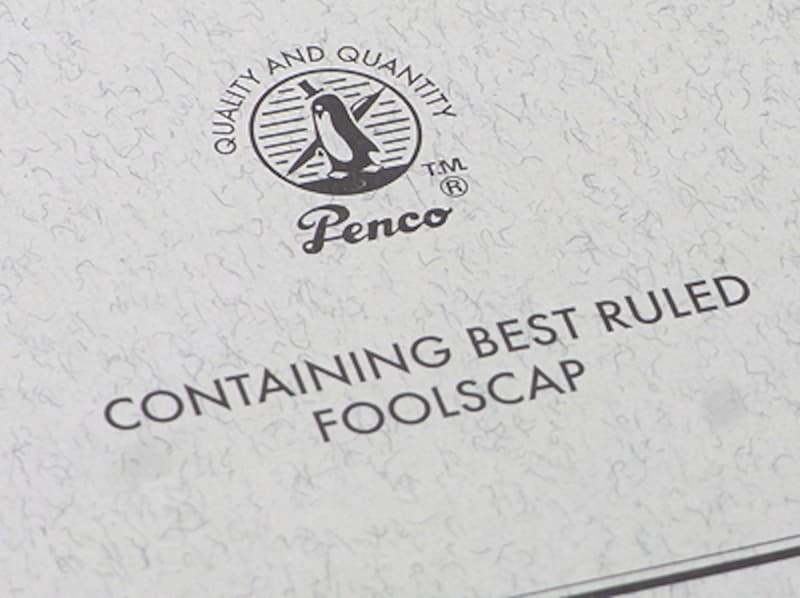 QUALITY AND QUANTITY
T.M.
®
Penco
CONTAINING BEST RULED
FOOLSCAP